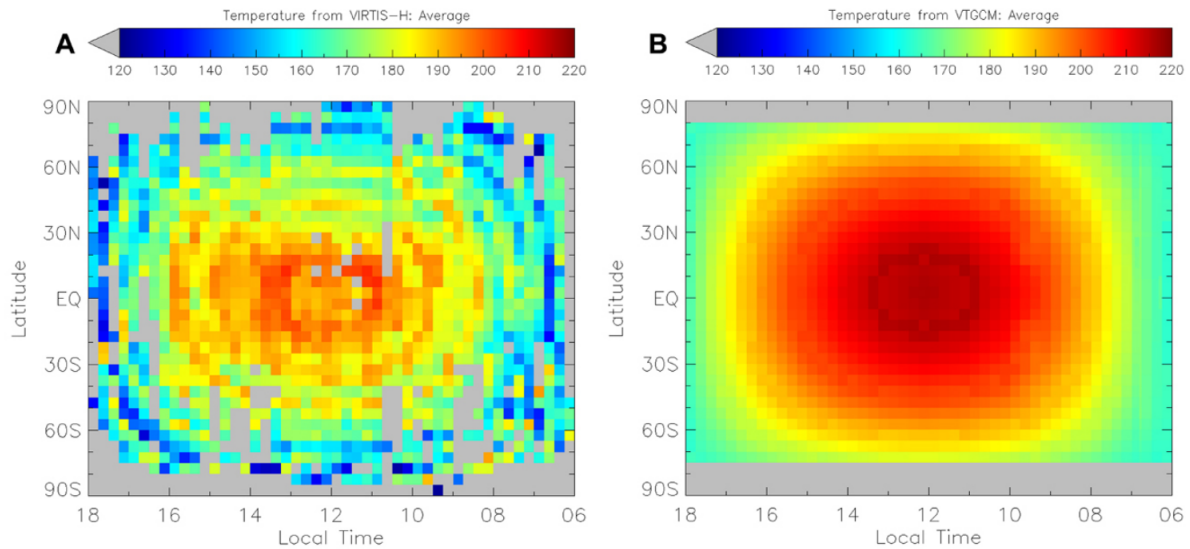 Temperature from VIRTIS-H: Average
A
120 130 140 150 160 170 180 190 200 210 220
90N
60N
30N
EQ
30S
60S
90S
Latitude
18 16 14 12 10 08 06
Local Time
Temperature from VTGCM: Average
B
120 130 140 150 160 170 180 190 200 210 220
90N
60N
30N
EQ
30S
60S
90S
Latitude
18 16 14 12 10 08 06
Local Time